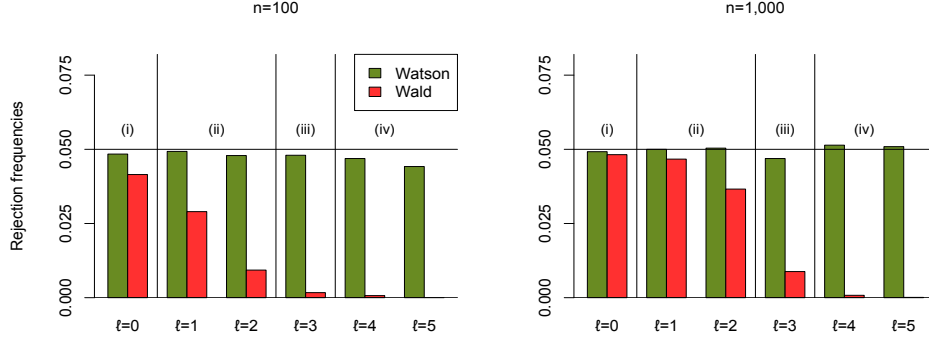 n=100
n=1,000
Rejection frequencies
0.075
0.050
0.025
0.000
Watson
Wald
(i)
(ii)
(iii)
(iv)
ℓ=0
ℓ=1
ℓ=2
ℓ=3
ℓ=4
ℓ=5
0.075
0.050
0.025
0.000
(i)
(ii)
(iii)
(iv)
ℓ=0
ℓ=1
ℓ=2
ℓ=3
ℓ=4
ℓ=5